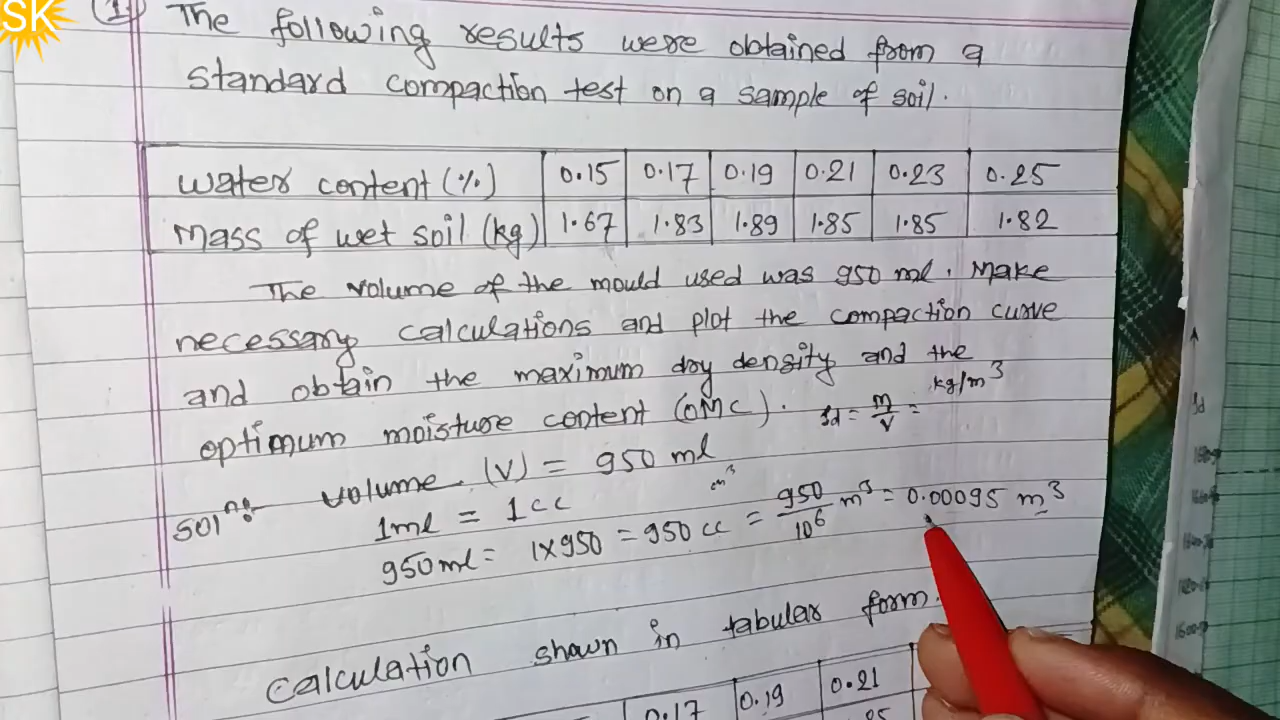 SK
(1) The following results were obtained from a
standard compaction test on a sample of soil.
Water content (%) 0.15 0.17 0.19 0.21 0.23 0.25
Mass of wet soil (kg) 1.67 1.83 1.89 1.85 1.85 1.82
The volume of the mould used was 950 ml. Make
necessary calculations and plot the compaction curve
and obtain the maximum dry density and the
optimum moisture content (OMC). ρd = m/v = kg/m³
solⁿ:- volume (V) = 950 ml
1ml = 1cc cm³
950ml = 1×950 = 950 cc = 950/10⁶ m³ = 0.00095 m³
Calculation shown in tabular form.
0.17 0.19 0.21